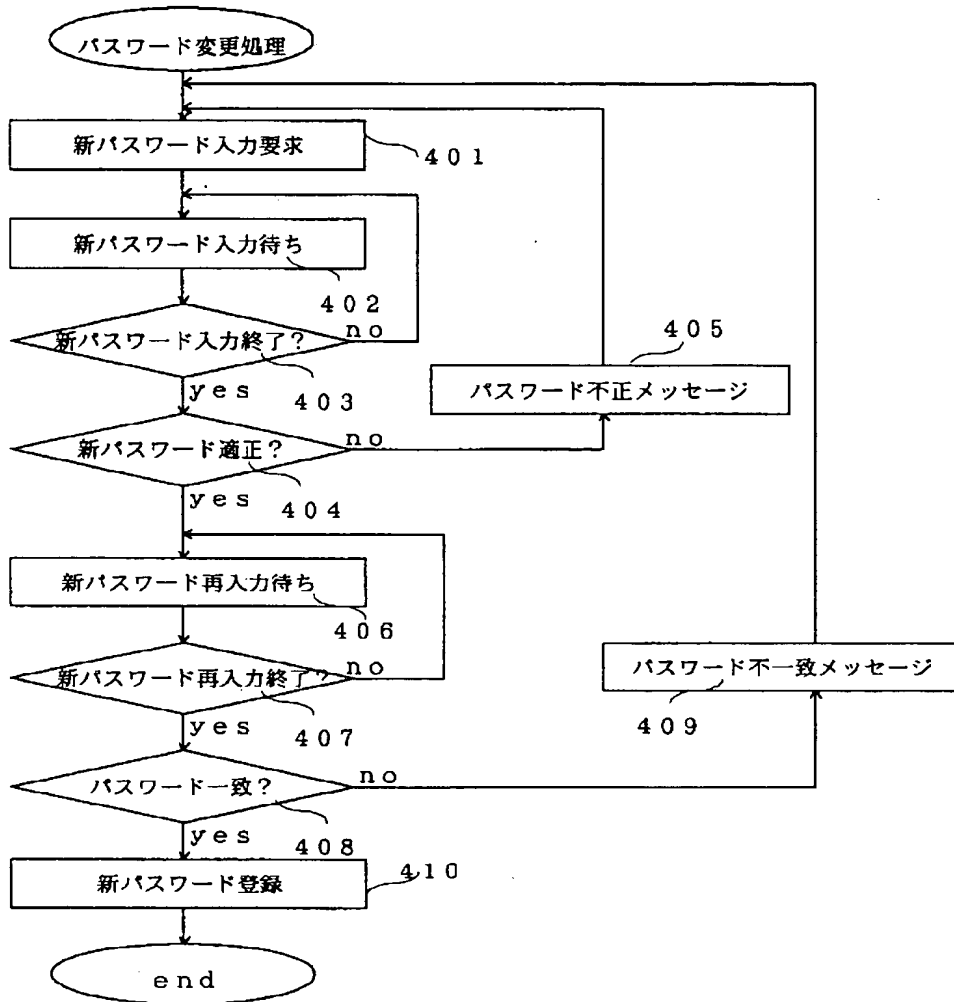 パスワード変更処理
新パスワード入力要求
401
新パスワード入力待ち
402
新パスワード入力終了?
no
yes
403
405
パスワード不正メッセージ
新パスワード適正?
no
yes
404
新パスワード再入力待ち
406
新パスワード再入力終了?
no
yes
407
パスワード不一致メッセージ
409
パスワード一致?
no
yes
408
新パスワード登録
410
end